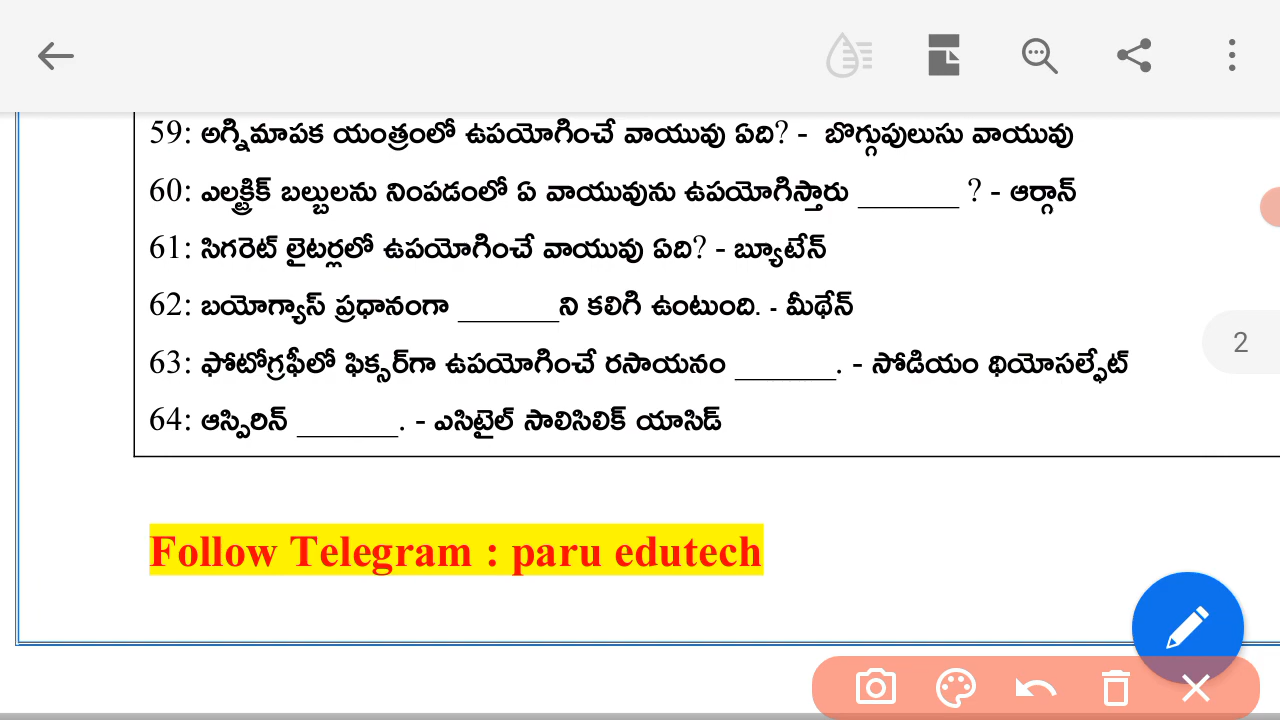 59: అగ్నిమాపక యంత్రంలో ఉపయోగించే వాయువు ఏది? - బొగ్గుపులుసు వాయువు
60: ఎలక్ట్రిక్ బల్బులను నింపడంలో ఏ వాయువును ఉపయోగిస్తారు _______ ? - ఆర్గాన్
61: సిగరెట్ లైటర్లలో ఉపయోగించే వాయువు ఏది? - బ్యూటేన్
62: బయోగ్యాస్ ప్రధానంగా _______ని కలిగి ఉంటుంది. - మీథేన్
63: ఫోటోగ్రఫీలో ఫిక్సర్‌గా ఉపయోగించే రసాయనం _______. - సోడియం థియోసల్ఫేట్
64: ఆస్పిరిన్ _______. - ఎసిటైల్ సాలిసిలిక్ యాసిడ్
2
Follow Telegram : paru edutech